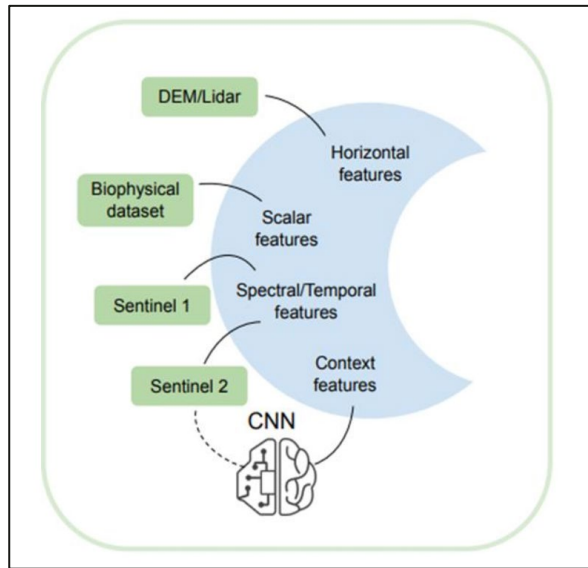 DEM/Lidar
Horizontal
features
Biophysical
dataset
Scalar
features
Sentinel 1
Spectral/Temporal
features
Sentinel 2
Context
features
CNN